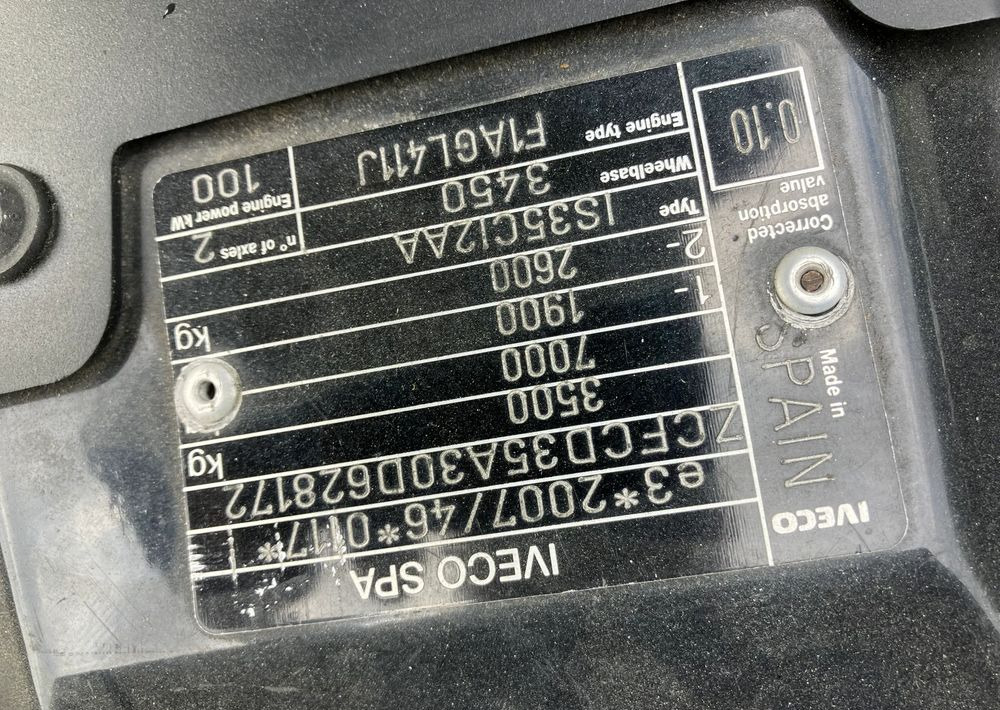 IVECO SPA
e3*2007/46*0117*
ZCFCD35A30D628172
3500 kg
7000
1- 1900
2- 2600 kg
Type IS35CI2AA
Wheelbase 3450 n° of axles 2
Engine type F1AGL411J Engine power kW 100
IVECO
Made in
SPAIN
Corrected
absorption
value
0.10